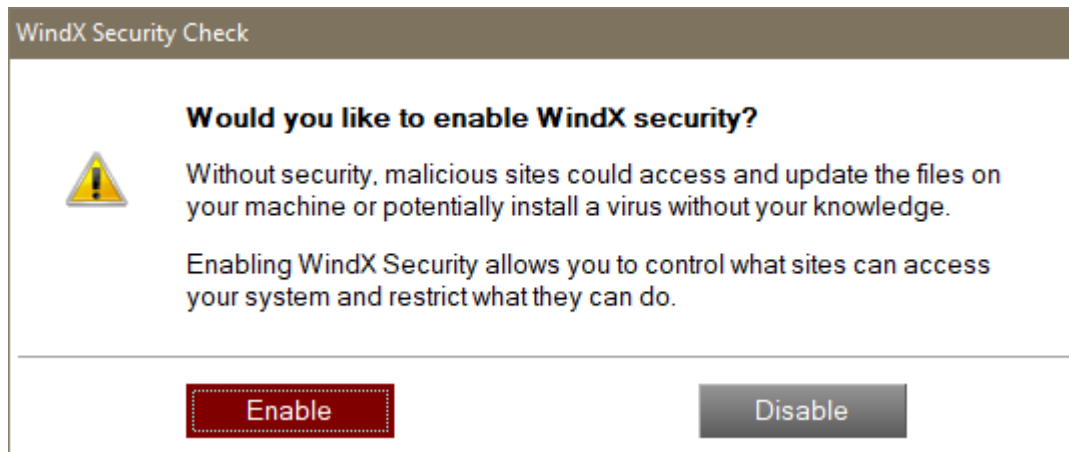 WindX Security Check
Would you like to enable WindX security?
Without security, malicious sites could access and update the files on
your machine or potentially install a virus without your knowledge.
Enabling WindX Security allows you to control what sites can access
your system and restrict what they can do.
Enable
Disable